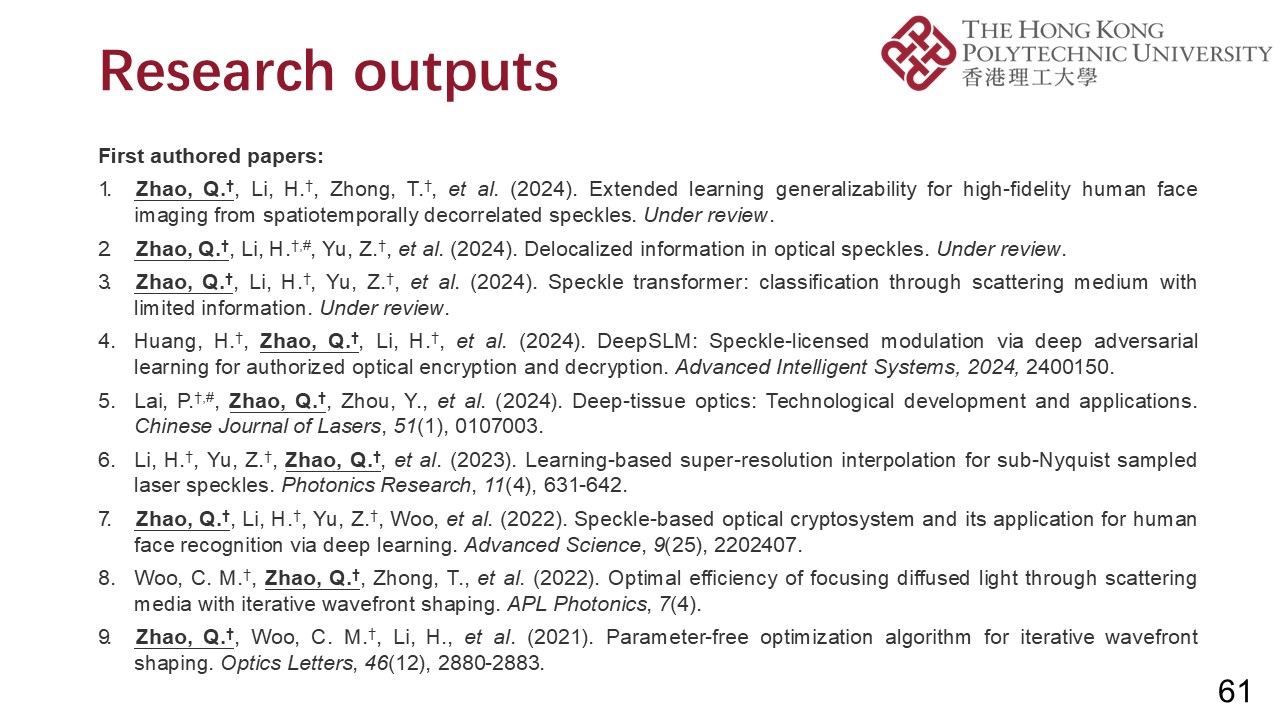 Research outputs
THE HONG KONG
POLYTECHNIC UNIVERSITY
香港理工大學
First authored papers:
1. Zhao, Q.†, Li, H.†, Zhong, T.†, et al. (2024). Extended learning generalizability for high-fidelity human face
imaging from spatiotemporally decorrelated speckles. Under review.
2. Zhao, Q.†, Li, H.†,#, Yu, Z.†, et al. (2024). Delocalized information in optical speckles. Under review.
3. Zhao, Q.†, Li, H.†, Yu, Z.†, et al. (2024). Speckle transformer: classification through scattering medium with
limited information. Under review.
4. Huang, H.†, Zhao, Q.†, Li, H.†, et al. (2024). DeepSLM: Speckle-licensed modulation via deep adversarial
learning for authorized optical encryption and decryption. Advanced Intelligent Systems, 2024, 2400150.
5. Lai, P.†,#, Zhao, Q.†, Zhou, Y., et al. (2024). Deep-tissue optics: Technological development and applications.
Chinese Journal of Lasers, 51(1), 0107003.
6. Li, H.†, Yu, Z.†, Zhao, Q.†, et al. (2023). Learning-based super-resolution interpolation for sub-Nyquist sampled
laser speckles. Photonics Research, 11(4), 631-642.
7. Zhao, Q.†, Li, H.†, Yu, Z.†, Woo, et al. (2022). Speckle-based optical cryptosystem and its application for human
face recognition via deep learning. Advanced Science, 9(25), 2202407.
8. Woo, C. M.†, Zhao, Q.†, Zhong, T., et al. (2022). Optimal efficiency of focusing diffused light through scattering
media with iterative wavefront shaping. APL Photonics, 7(4).
9. Zhao, Q.†, Woo, C. M.†, Li, H., et al. (2021). Parameter-free optimization algorithm for iterative wavefront
shaping. Optics Letters, 46(12), 2880-2883.
61